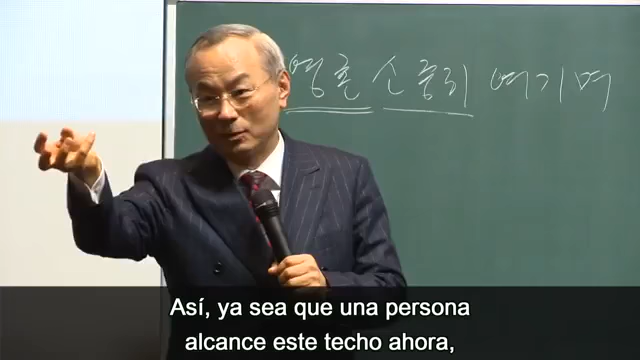 영혼 소중히 여기며
Así, ya sea que una persona
alcance este techo ahora,